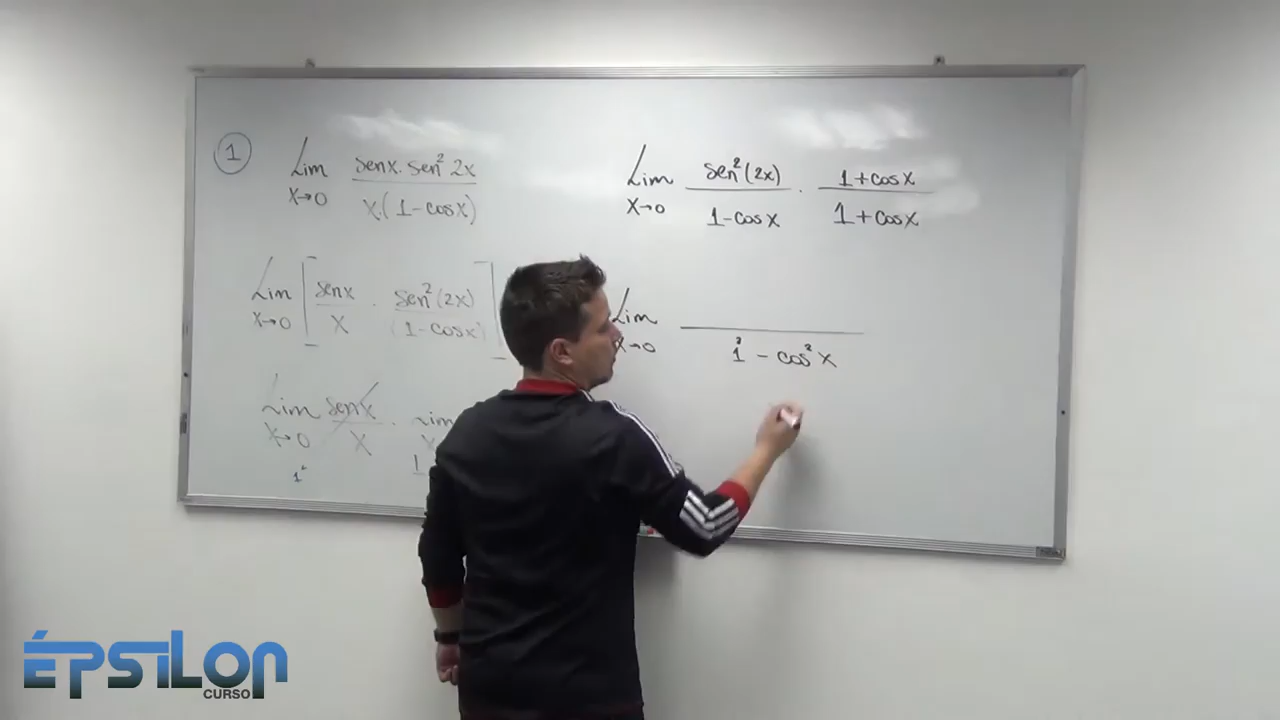 1
Lim x→0 senx . sen² 2x / x.(1-cosx)
Lim x→0 [ senx / x . sen²(2x) / (1-cosx) ]
Lim x→0 senx / x . Lim
1
Lim x→0 sen²(2x) / 1-cosx . 1+cosx / 1+cosx
Lim x→0 / 1² - cos²x
ÉPSILON
CURSO